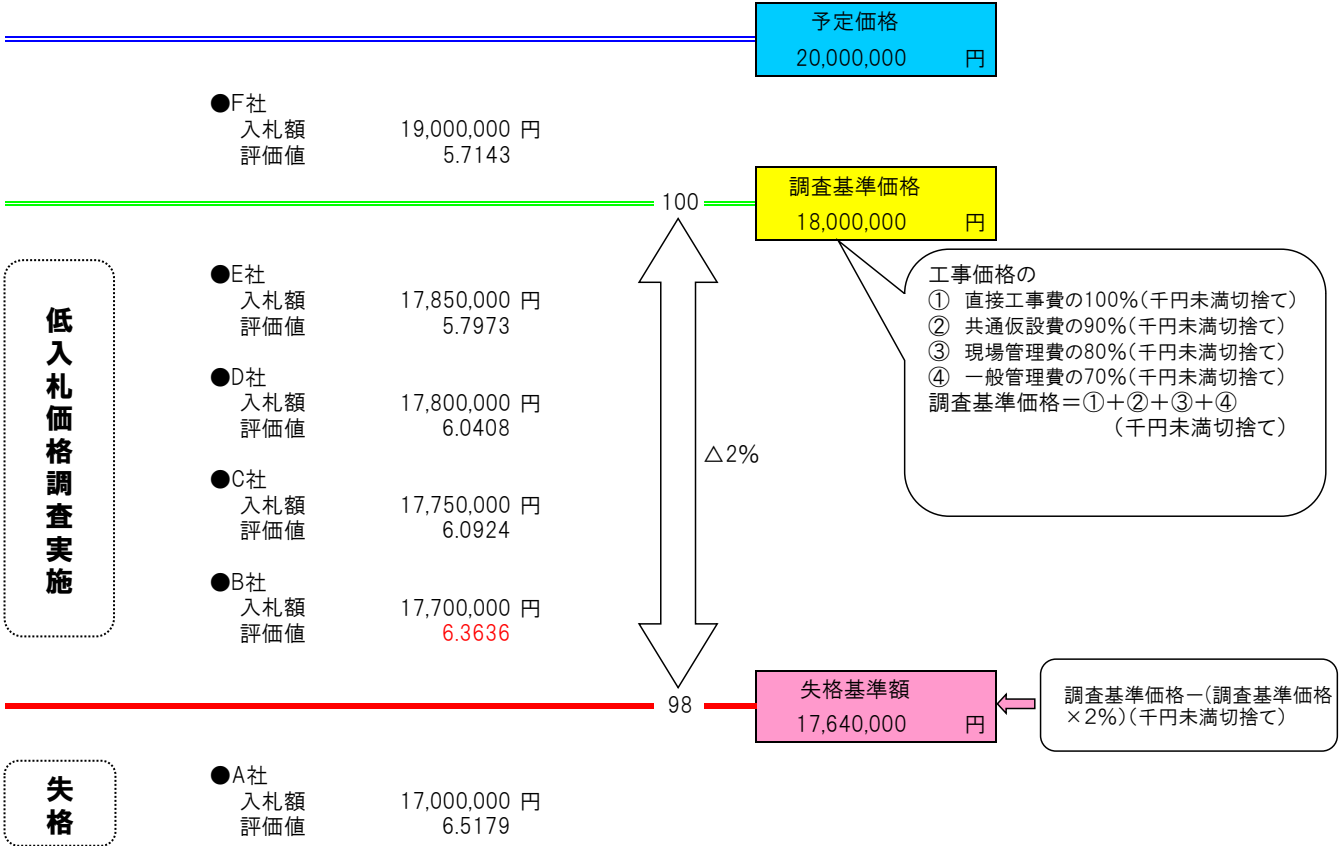 予定価格
20,000,000 円
●F社
入札額 19,000,000 円
評価値 5.7143
調査基準価格
18,000,000 円
100
工事価格の
① 直接工事費の100%(千円未満切捨て)
② 共通仮設費の90%(千円未満切捨て)
③ 現場管理費の80%(千円未満切捨て)
④ 一般管理費の70%(千円未満切捨て)
調査基準価格=①+②+③+④
(千円未満切捨て)
低入札価格調査実施
●E社
入札額 17,850,000 円
評価値 5.7973
●D社
入札額 17,800,000 円
評価値 6.0408
△2%
●C社
入札額 17,750,000 円
評価値 6.0924
●B社
入札額 17,700,000 円
評価値 6.3636
98
失格基準額
17,640,000 円
調査基準価格-(調査基準価格
×2%)(千円未満切捨て)
失格
●A社
入札額 17,000,000 円
評価値 6.5179